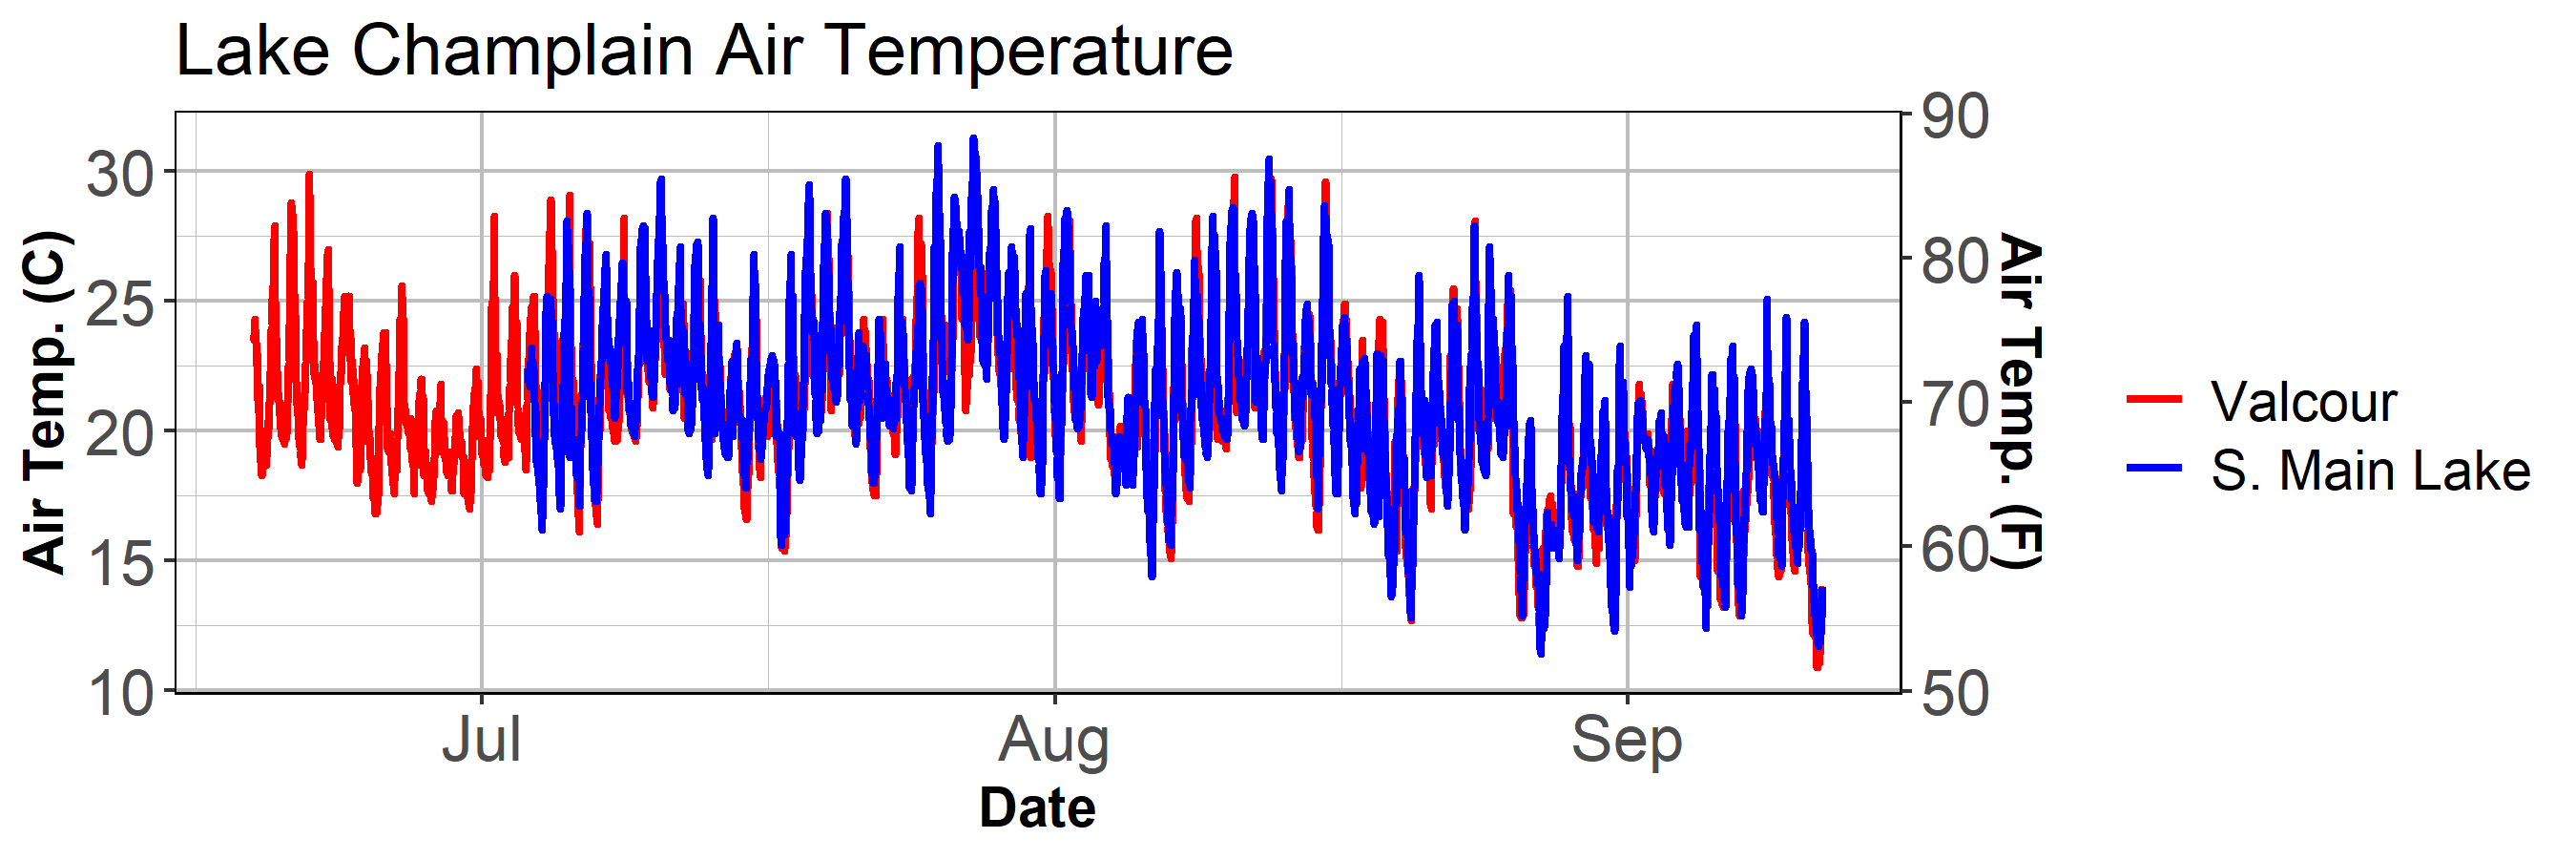 Lake Champlain Air Temperature
Air Temp. (C)
30
25
20
15
10
90
80
70
60
50
Air Temp. (F)
Jul Aug Sep
Date
Valcour
S. Main Lake